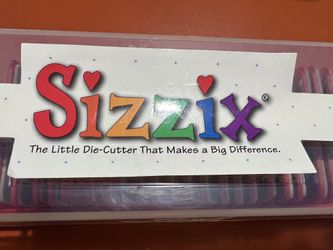 Sizzix®
The Little Die-Cutter That Makes a Big Difference.